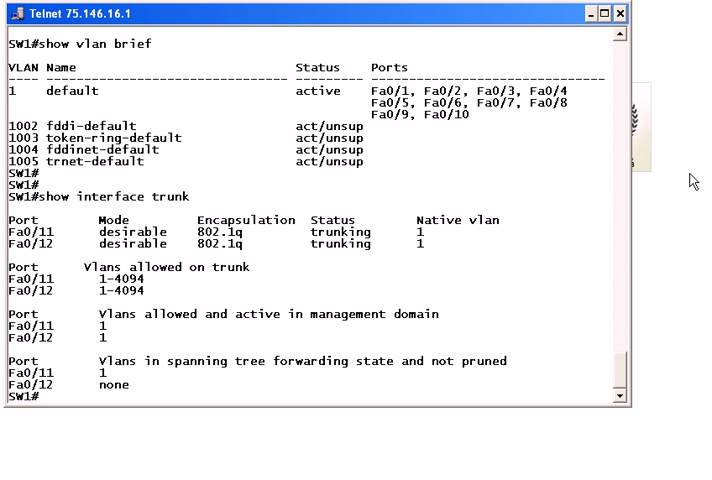 Telnet 75.146.16.1
SW1#show vlan brief
VLAN Name                             Status    Ports
---- -------------------------------- --------- -------------------------------
1    default                          active    Fa0/1, Fa0/2, Fa0/3, Fa0/4
                                                Fa0/5, Fa0/6, Fa0/7, Fa0/8
                                                Fa0/9, Fa0/10
1002 fddi-default                     act/unsup
1003 token-ring-default               act/unsup
1004 fddinet-default                  act/unsup
1005 trnet-default                    act/unsup
SW1#
SW1#
SW1#show interface trunk
Port        Mode         Encapsulation  Status        Native vlan
Fa0/11      desirable    802.1q         trunking      1
Fa0/12      desirable    802.1q         trunking      1
Port      Vlans allowed on trunk
Fa0/11      1-4094
Fa0/12      1-4094
Port        Vlans allowed and active in management domain
Fa0/11      1
Fa0/12      1
Port        Vlans in spanning tree forwarding state and not pruned
Fa0/11      1
Fa0/12      none
SW1#